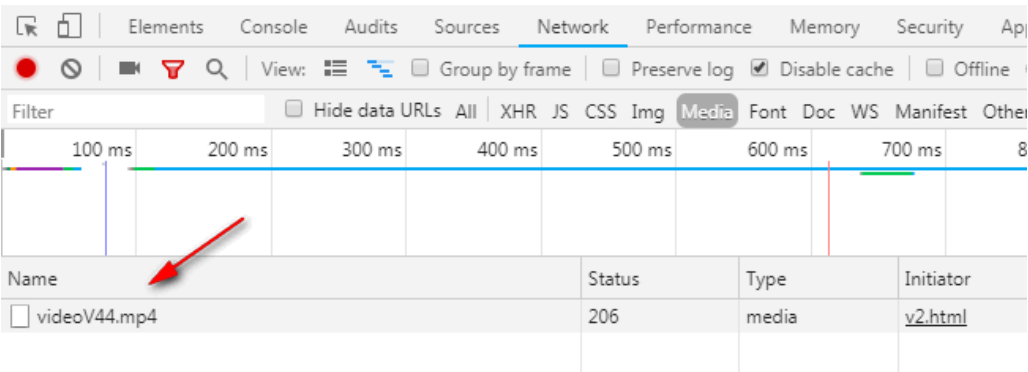 Elements Console Audits Sources Network Performance Memory Security
View: Group by frame Preserve log Disable cache Offline
Filter Hide data URLs All XHR JS CSS Img Media Font Doc WS Manifest Other
100 ms 200 ms 300 ms 400 ms 500 ms 600 ms 700 ms 8
Name Status Type Initiator
videoV44.mp4 206 media v2.html